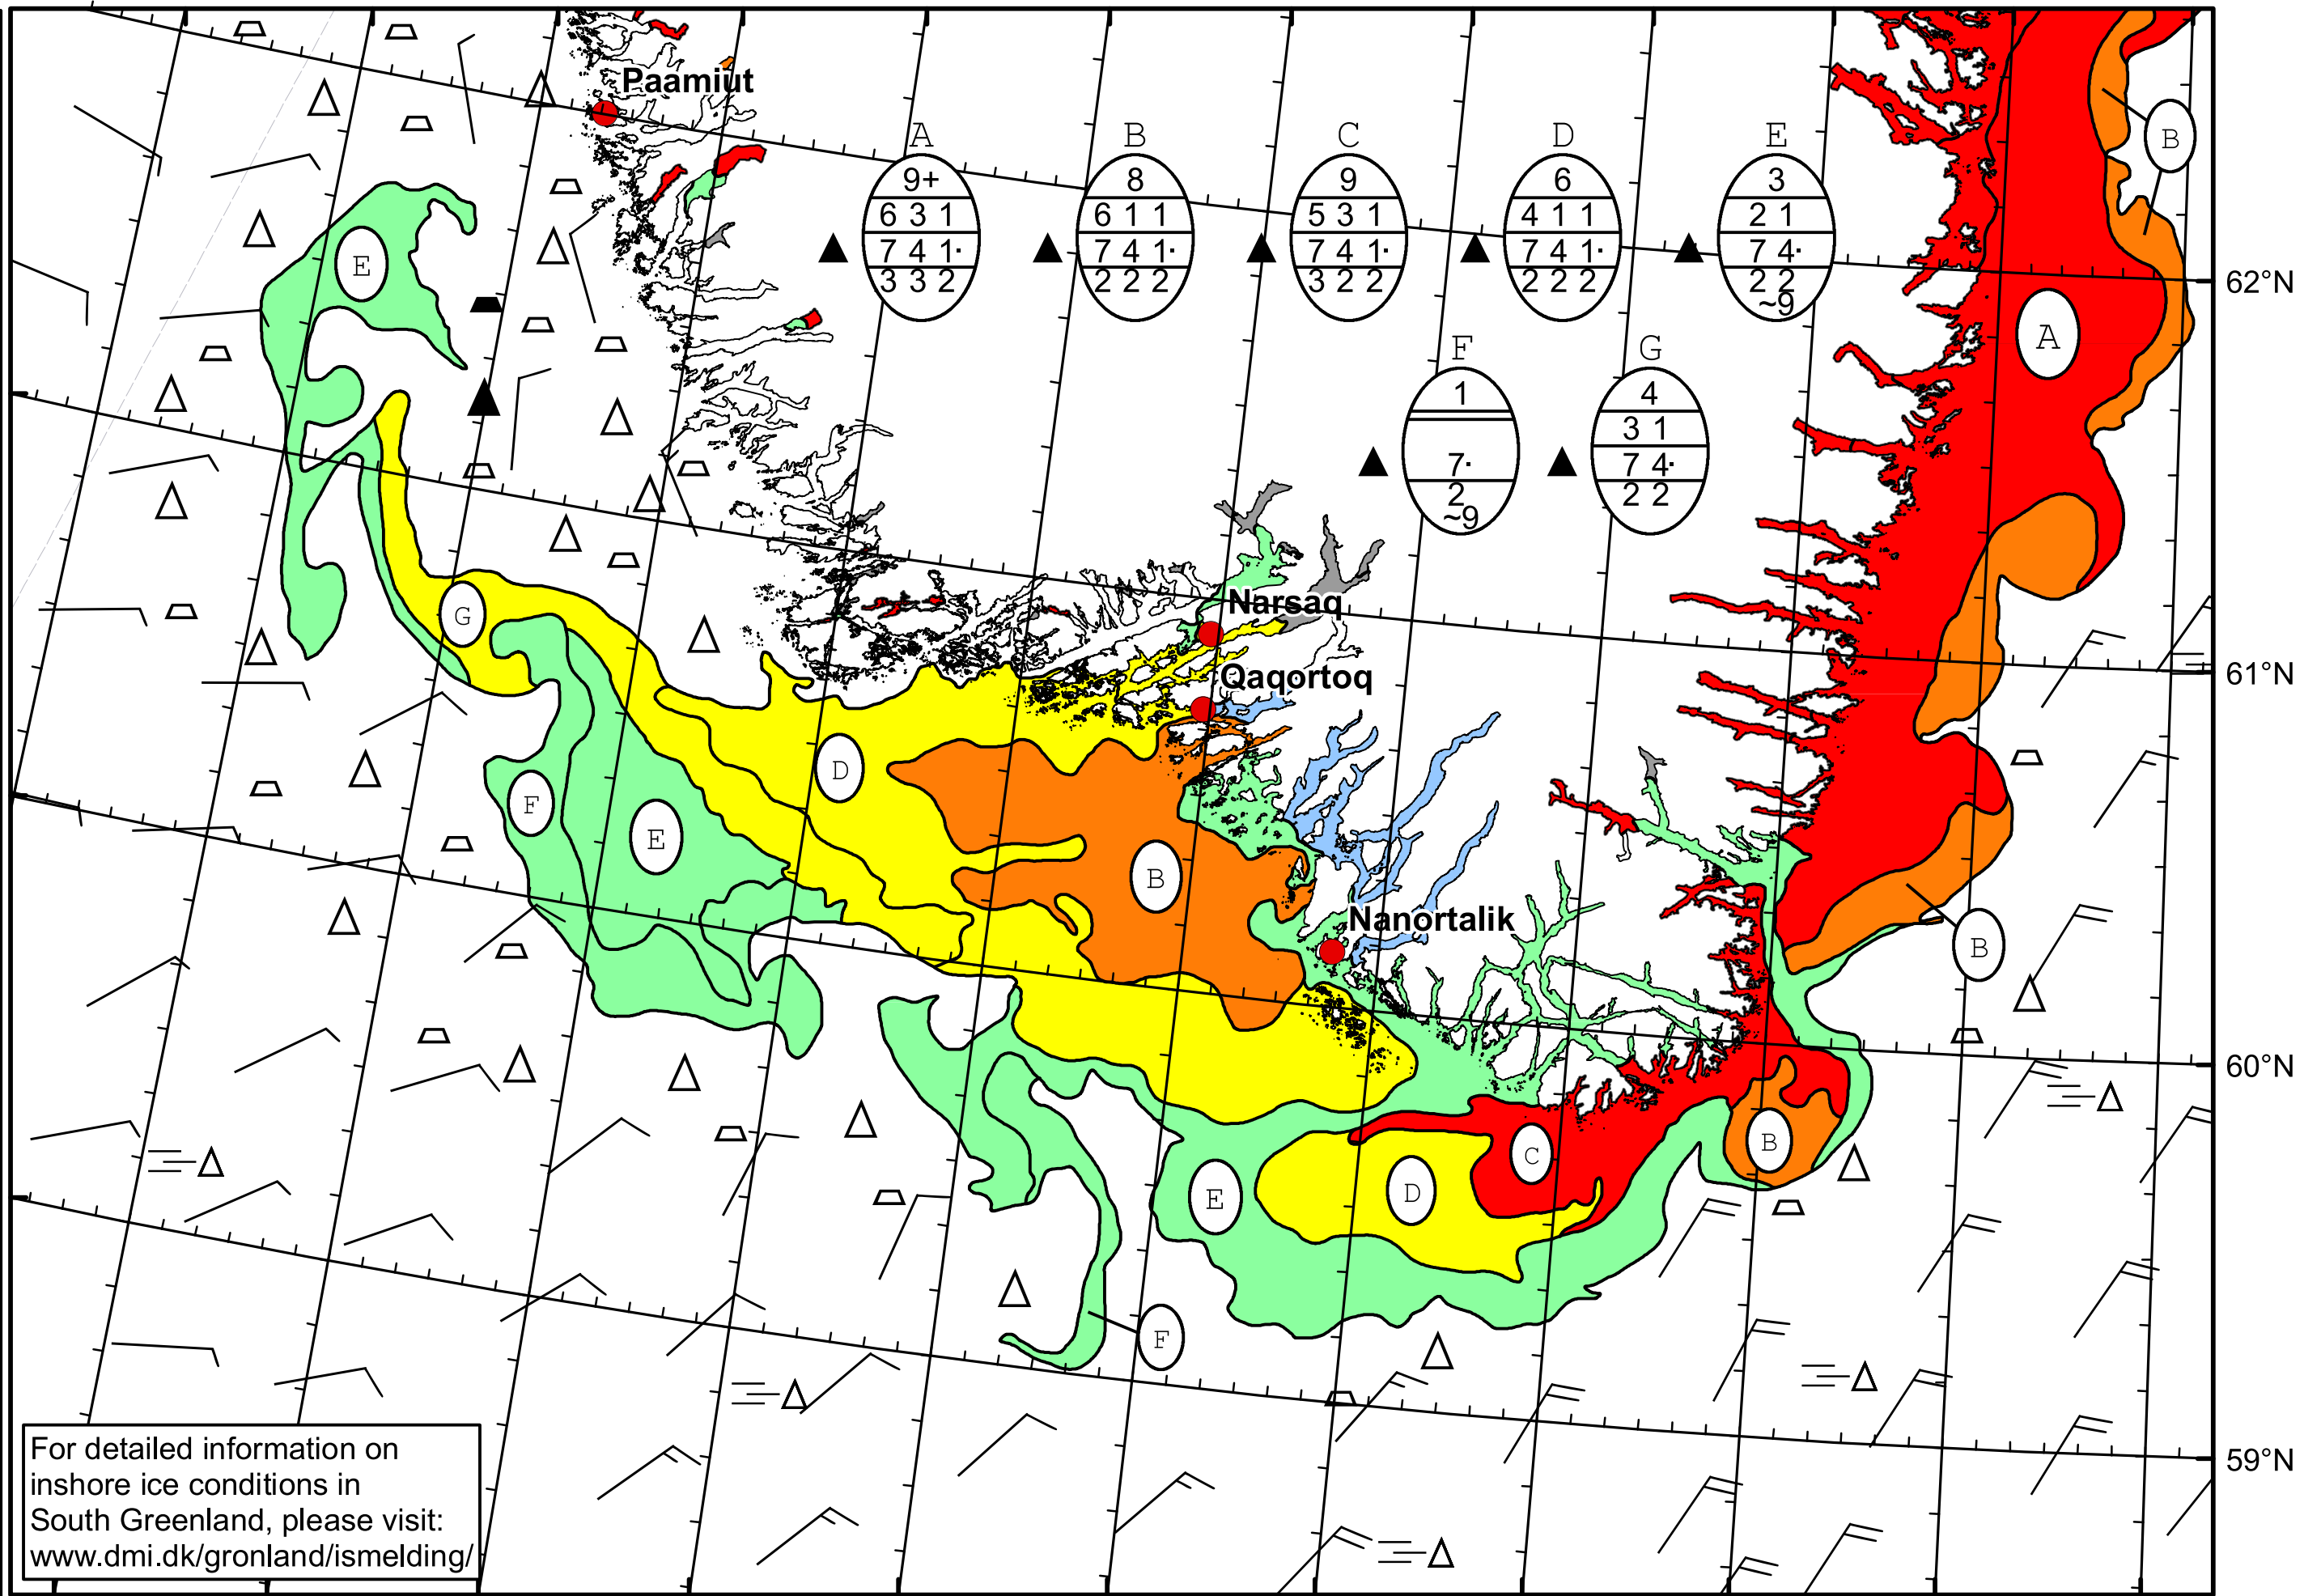 Paamiut
A B C D E
9+ 8 9 6 3
6 3 1 6 1 1 5 3 1 4 1 1 2 1
7 4 1· 7 4 1· 7 4 1· 7 4 1· 7 4·
3 3 2 2 2 2 3 2 2 2 2 2 2 2
~9
B
E
62°N
A
F G
1 4
3 1
7· 7 4·
2 2 2
~9
G
Narsaq
61°N
Qaqortoq
D
F
E
B
Nanortalik
B
60°N
C
B
D
E
F
For detailed information on
inshore ice conditions in
South Greenland, please visit:
www.dmi.dk/gronland/ismelding/
59°N